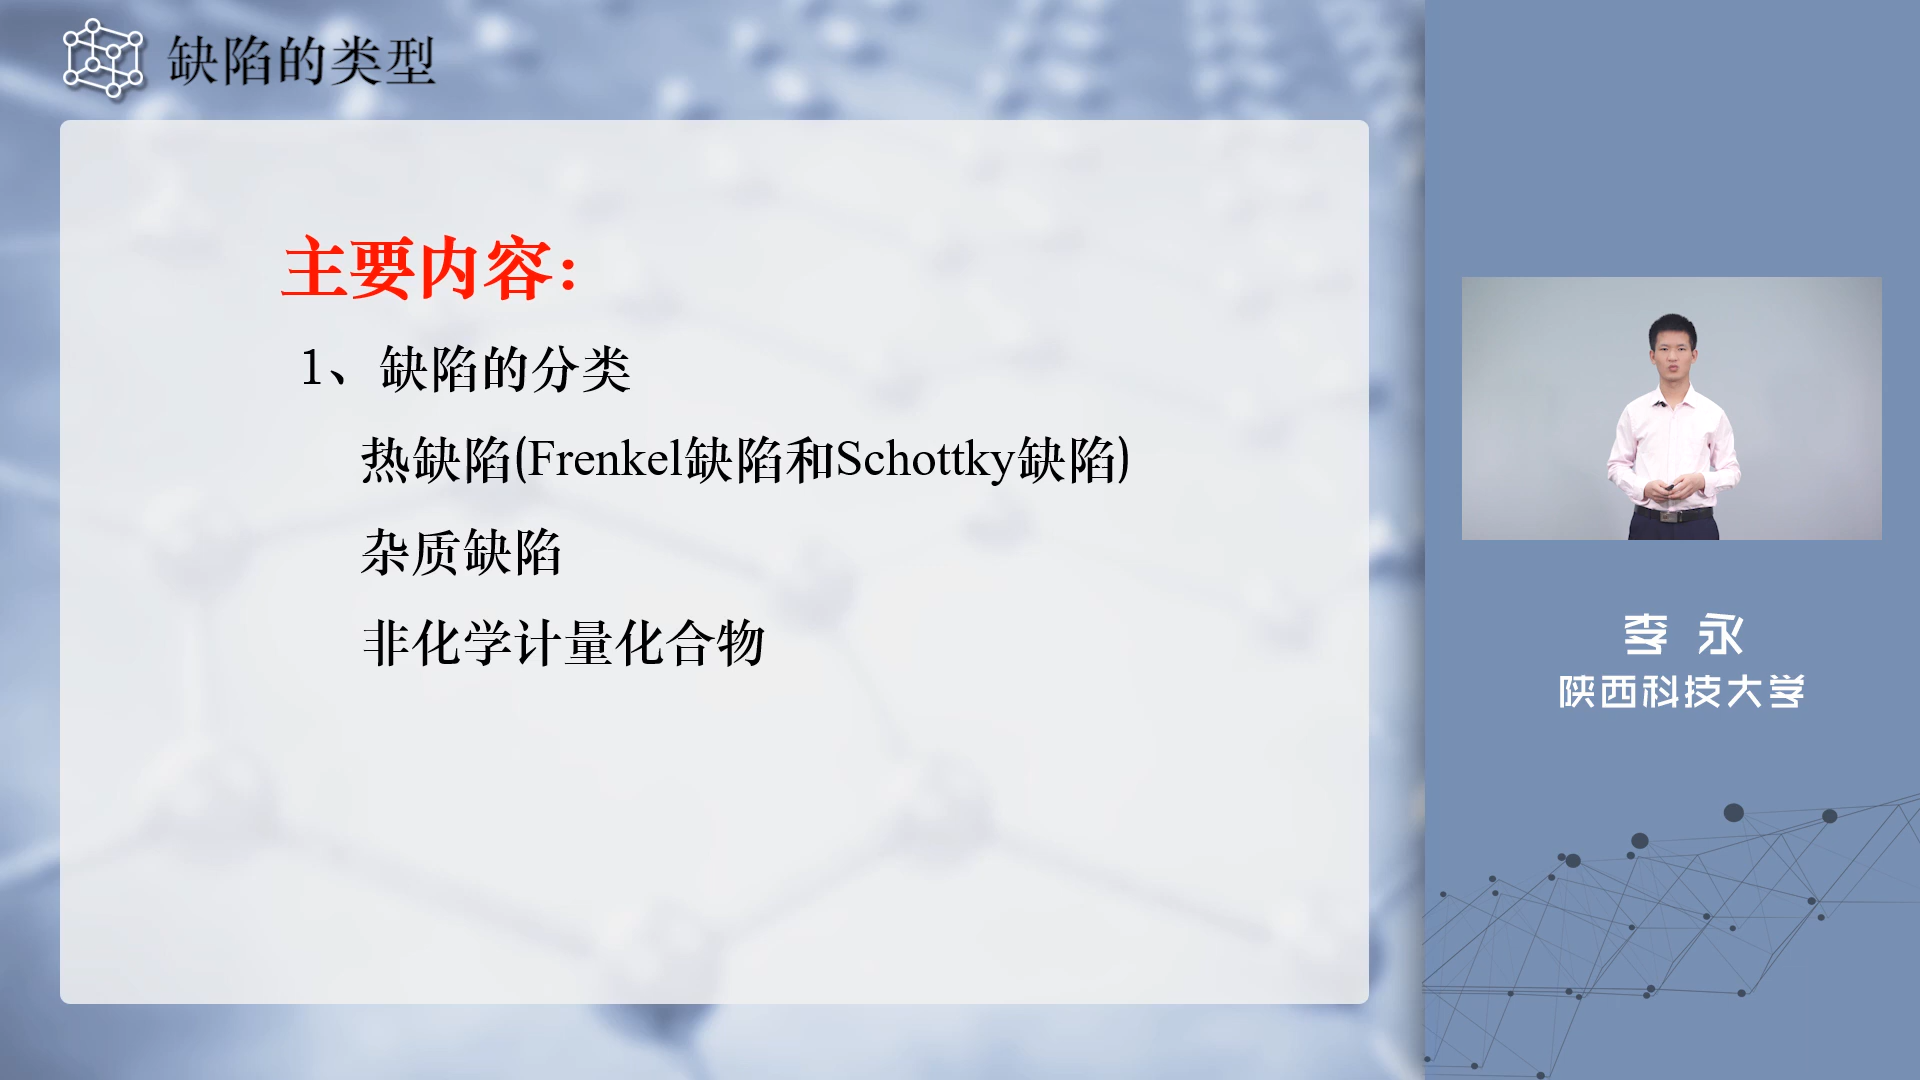 缺陷的类型
主要内容：
1、缺陷的分类
热缺陷(Frenkel缺陷和Schottky缺陷)
杂质缺陷
非化学计量化合物
李 永
陕西科技大学